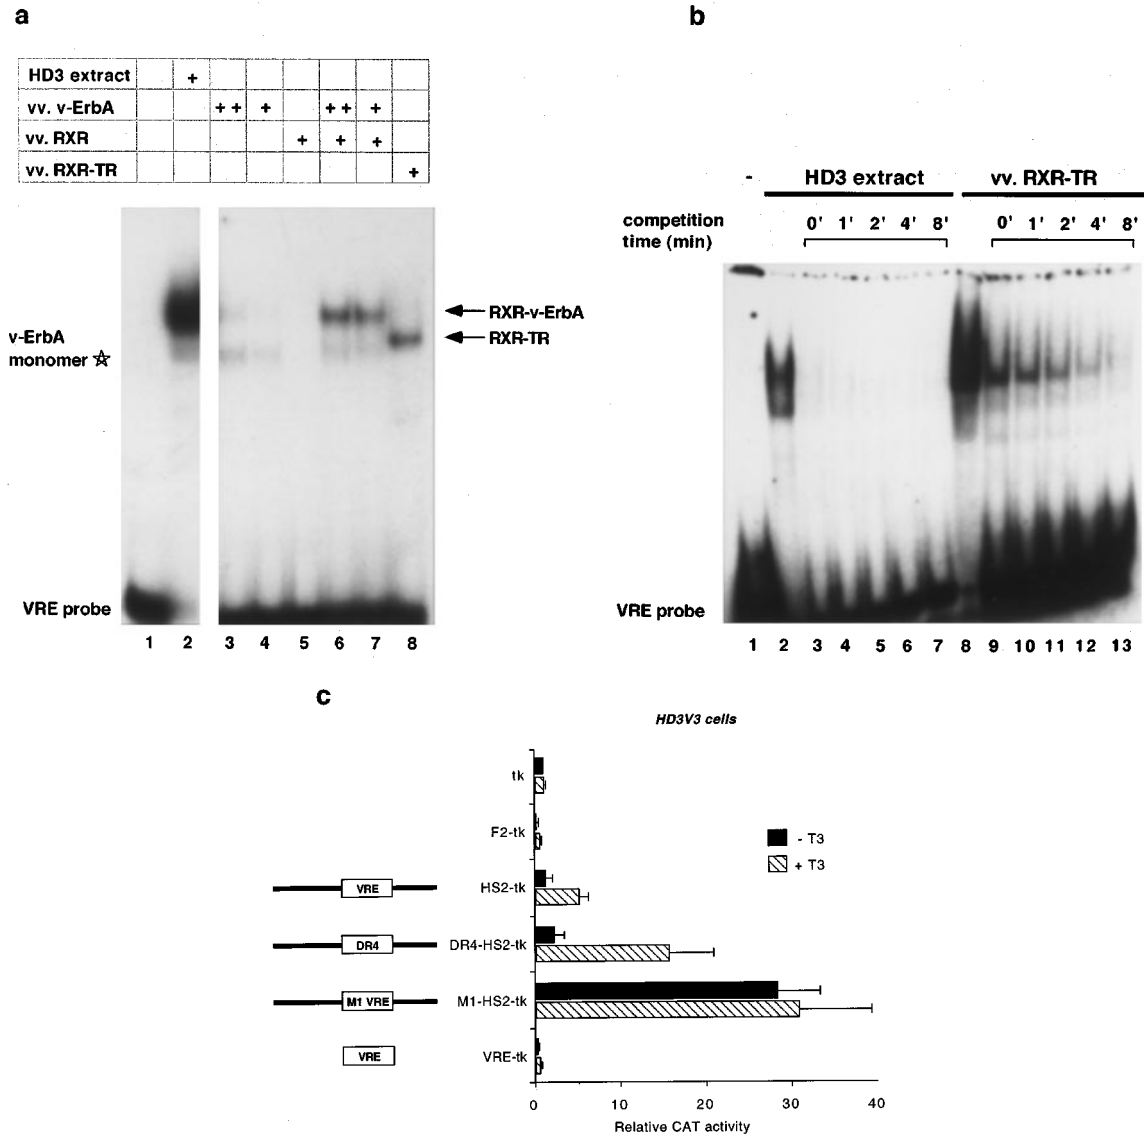 a
HD3 extract +
vv. v-ErbA + + + + + +
vv. RXR + + +
vv. RXR-TR +
RXR-v-ErbA
RXR-TR
v-ErbA
monomer ☆
VRE probe
1 2 3 4 5 6 7 8
b
- HD3 extract vv. RXR-TR
competition
time (min)
0' 1' 2' 4' 8' 0' 1' 2' 4' 8'
VRE probe
1 2 3 4 5 6 7 8 9 10 11 12 13
c
HD3V3 cells
tk
F2-tk
- T3
+ T3
VRE HS2-tk
DR4 DR4-HS2-tk
M1 VRE M1-HS2-tk
VRE VRE-tk
0 10 20 30 40
Relative CAT activity